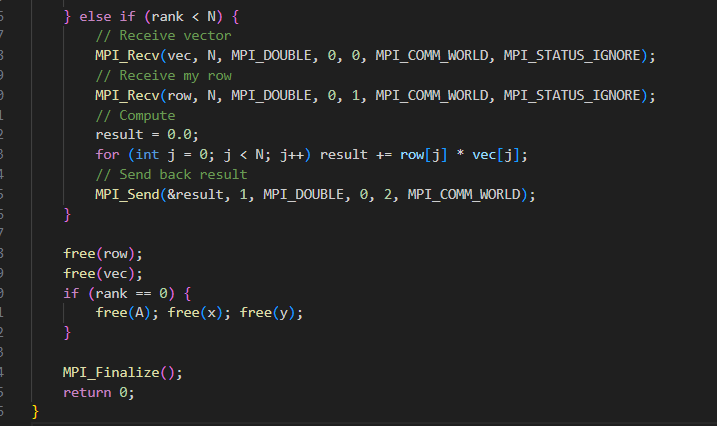 } else if (rank < N) {
// Receive vector
MPI_Recv(vec, N, MPI_DOUBLE, 0, 0, MPI_COMM_WORLD, MPI_STATUS_IGNORE);
// Receive my row
MPI_Recv(row, N, MPI_DOUBLE, 0, 1, MPI_COMM_WORLD, MPI_STATUS_IGNORE);
// Compute
result = 0.0;
for (int j = 0; j < N; j++) result += row[j] * vec[j];
// Send back result
MPI_Send(&result, 1, MPI_DOUBLE, 0, 2, MPI_COMM_WORLD);
}
free(row);
free(vec);
if (rank == 0) {
free(A); free(x); free(y);
}
MPI_Finalize();
return 0;
}